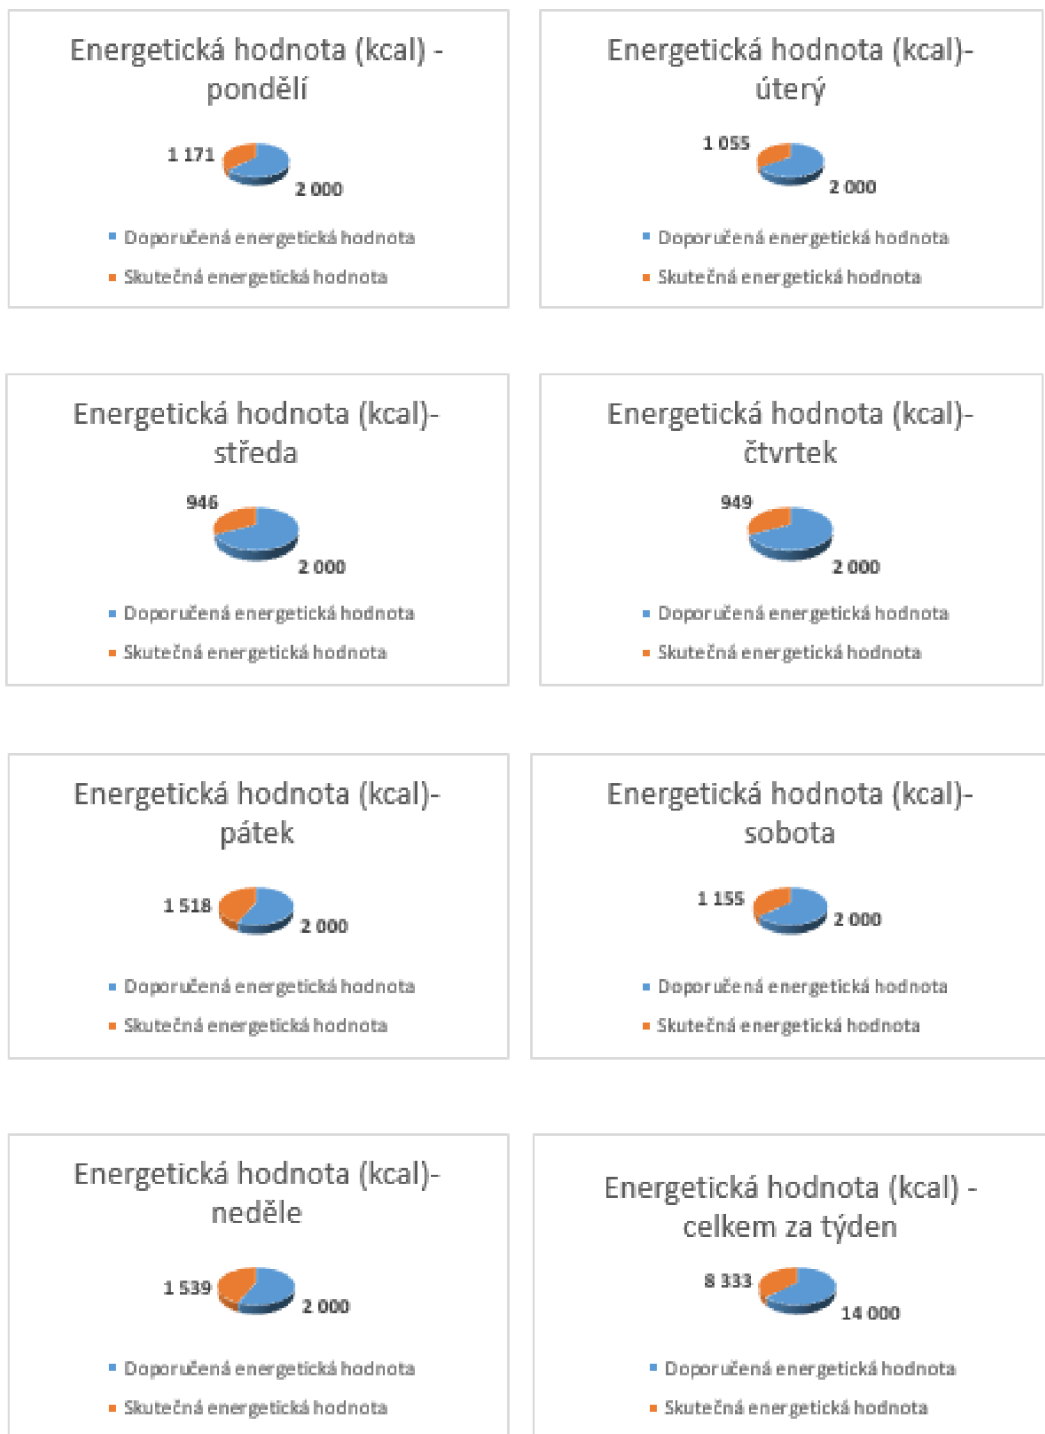 Energetická hodnota (kcal) -
pondělí
1 171
2 000
Doporučená energetická hodnota
Skutečná energetická hodnota
Energetická hodnota (kcal)-
úterý
1 055
2 000
Doporučená energetická hodnota
Skutečná energetická hodnota
Energetická hodnota (kcal)-
středa
946
2 000
Doporučená energetická hodnota
Skutečná energetická hodnota
Energetická hodnota (kcal)-
čtvrtek
949
2 000
Doporučená energetická hodnota
Skutečná energetická hodnota
Energetická hodnota (kcal)-
pátek
1 518
2 000
Doporučená energetická hodnota
Skutečná energetická hodnota
Energetická hodnota (kcal)-
sobota
1 155
2 000
Doporučená energetická hodnota
Skutečná energetická hodnota
Energetická hodnota (kcal)-
neděle
1 539
2 000
Doporučená energetická hodnota
Skutečná energetická hodnota
Energetická hodnota (kcal) -
celkem za týden
8 333
14 000
Doporučená energetická hodnota
Skutečná energetická hodnota